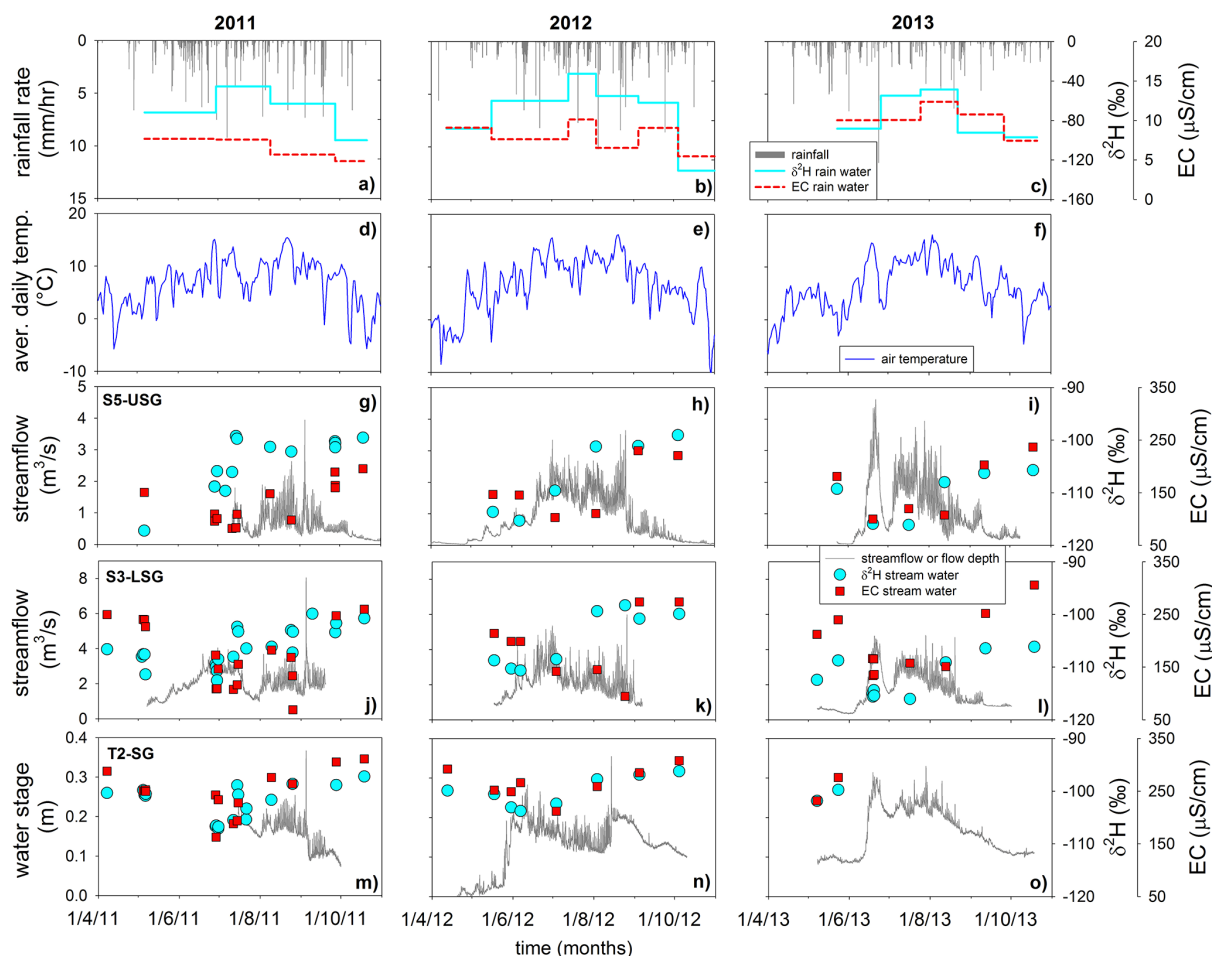 2011 2012 2013
rainfall rate
(mm/hr)
0
5
10
15
a) b) c)
rainfall
δ²H rain water
EC rain water
0
-40
-80
-120
-160
δ²H (‰)
20
15
10
5
0
EC (µS/cm)
aver. daily temp.
(°C)
20
10
0
-10
d) e) f)
air temperature
streamflow
(m³/s)
5
4
3
2
1
0
S5-USG
g) h) i)
-90
-100
-110
-120
δ²H (‰)
350
250
150
50
EC (µS/cm)
streamflow
(m³/s)
8
6
4
2
0
S3-LSG
j) k) l)
streamflow or flow depth
δ²H stream water
EC stream water
-90
-100
-110
-120
δ²H (‰)
350
250
150
50
EC (µS/cm)
water stage
(m)
0.4
0.3
0.2
0.1
0.0
T2-SG
m) n) o)
-90
-100
-110
-120
δ²H (‰)
350
250
150
50
EC (µS/cm)
1/4/11 1/6/11 1/8/11 1/10/11 1/4/12 1/6/12 1/8/12 1/10/12 1/4/13 1/6/13 1/8/13 1/10/13
time (months)